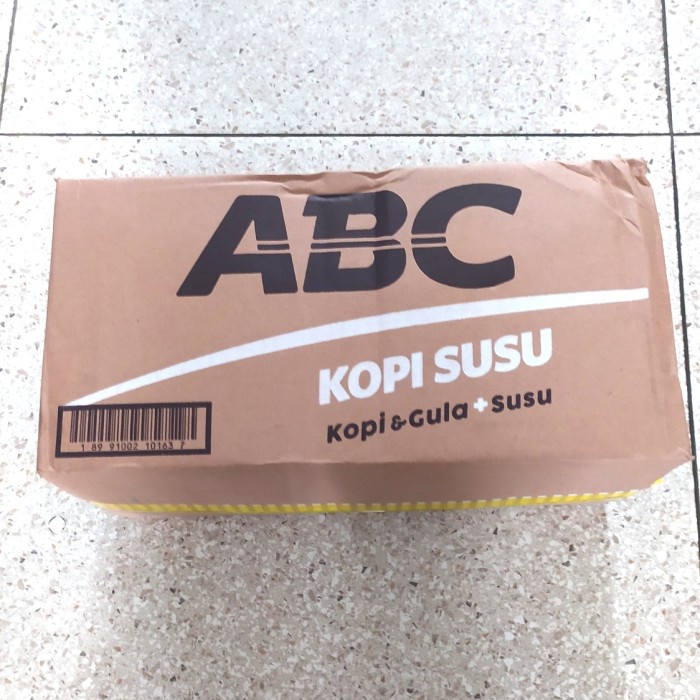 ABC
KOPI SUSU
Kopi & Gula + Susu
1 89 91002 10163 7